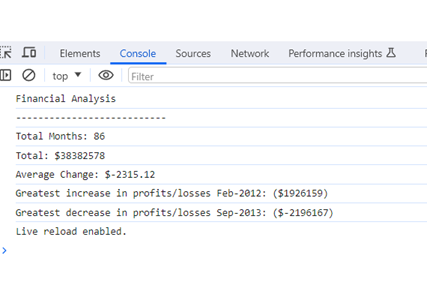 Elements Console Sources Network Performance insights
top Filter
Financial Analysis
---------------------------
Total Months: 86
Total: $38382578
Average Change: $-2315.12
Greatest increase in profits/losses Feb-2012: ($1926159)
Greatest decrease in profits/losses Sep-2013: ($-2196167)
Live reload enabled.